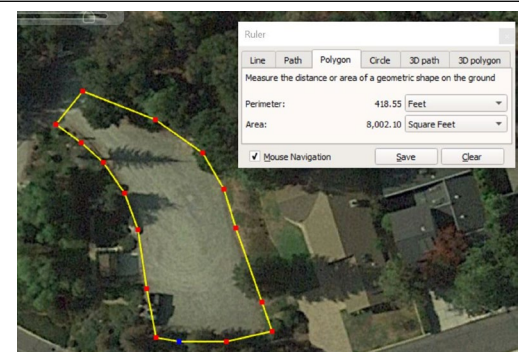 Ruler
Line Path Polygon Circle 3D path 3D polygon
Measure the distance or area of a geometric shape on the ground
Perimeter: 418.55 Feet
Area: 8,002.10 Square Feet
Mouse Navigation Save Clear